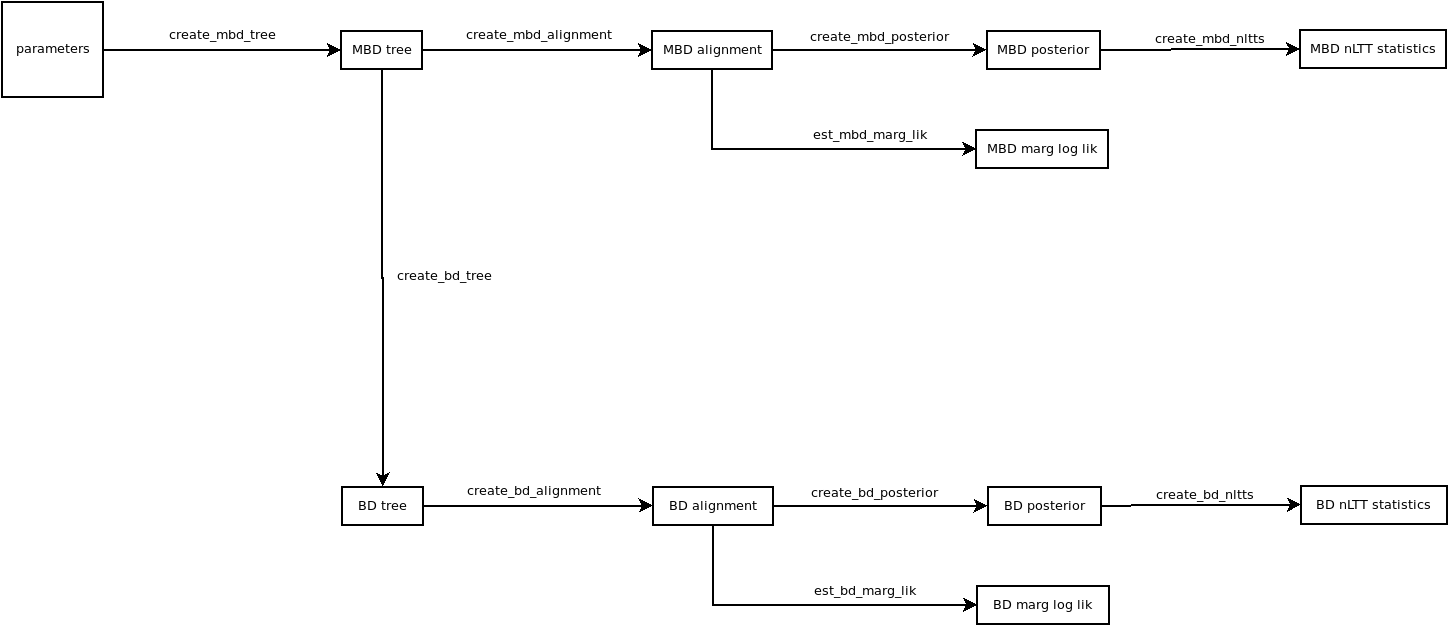 parameters
create_mbd_tree
MBD tree
create_mbd_alignment
MBD alignment
create_mbd_posterior
MBD posterior
create_mbd_nltts
MBD nLTT statistics
est_mbd_marg_lik
MBD marg log lik
create_bd_tree
BD tree
create_bd_alignment
BD alignment
create_bd_posterior
BD posterior
create_bd_nltts
BD nLTT statistics
est_bd_marg_lik
BD marg log lik